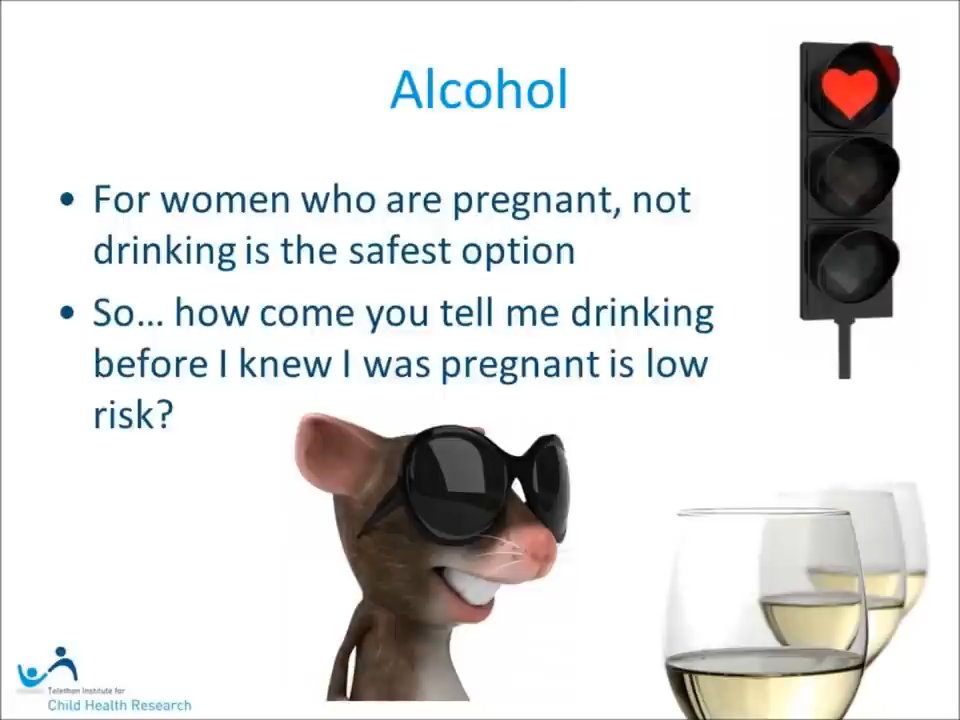 Alcohol
• For women who are pregnant, not
drinking is the safest option
• So... how come you tell me drinking
before I knew I was pregnant is low
risk?
Telethon Institute for
Child Health Research